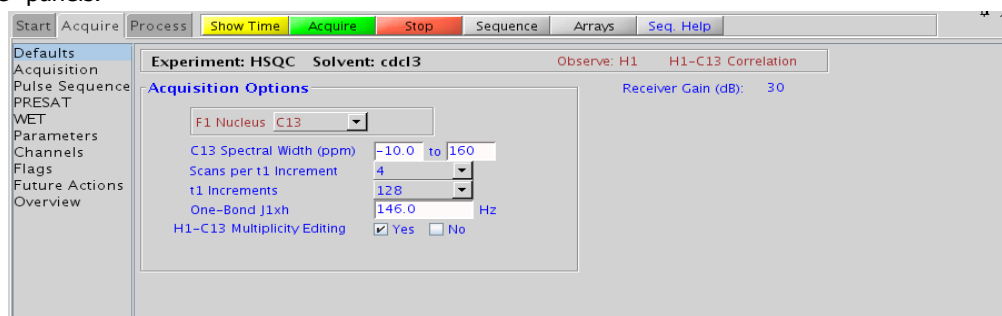 panels.
Start Acquire Process Show Time Acquire Stop Sequence Arrays Seq. Help
Defaults
Acquisition
Pulse Sequence
PRESAT
WET
Parameters
Channels
Flags
Future Actions
Overview
Experiment: HSQC Solvent: cdcl3 Observe: H1 H1-C13 Correlation
Acquisition Options Receiver Gain (dB): 30
F1 Nucleus C13
C13 Spectral Width (ppm) -10.0 to 160
Scans per t1 Increment 4
t1 Increments 128
One-Bond J1xh 146.0 Hz
H1-C13 Multiplicity Editing Yes No